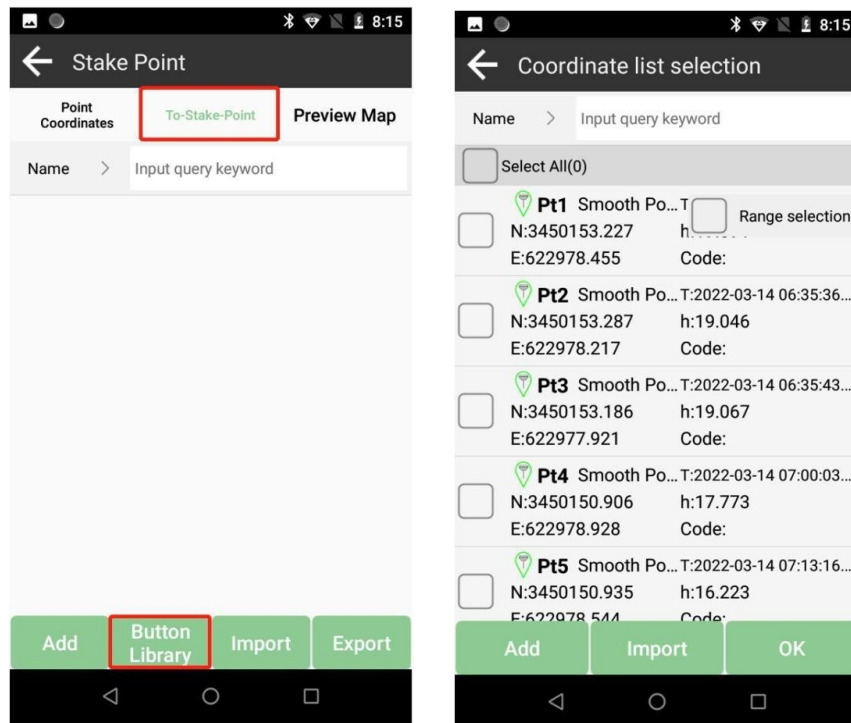 8:15
Stake Point
Point
Coordinates
To-Stake-Point
Preview Map
Name > Input query keyword
Add
Button
Library
Import
Export
8:15
Coordinate list selection
Name > Input query keyword
Select All(0)
Pt1 Smooth Po... T
Range selection
N:3450153.227
E:622978.455 Code:
Pt2 Smooth Po... T:2022-03-14 06:35:36...
N:3450153.287 h:19.046
E:622978.217 Code:
Pt3 Smooth Po... T:2022-03-14 06:35:43...
N:3450153.186 h:19.067
E:622977.921 Code:
Pt4 Smooth Po... T:2022-03-14 07:00:03...
N:3450150.906 h:17.773
E:622978.928 Code:
Pt5 Smooth Po... T:2022-03-14 07:13:16...
N:3450150.935 h:16.223
E:622978.544 Code:
Add Import OK